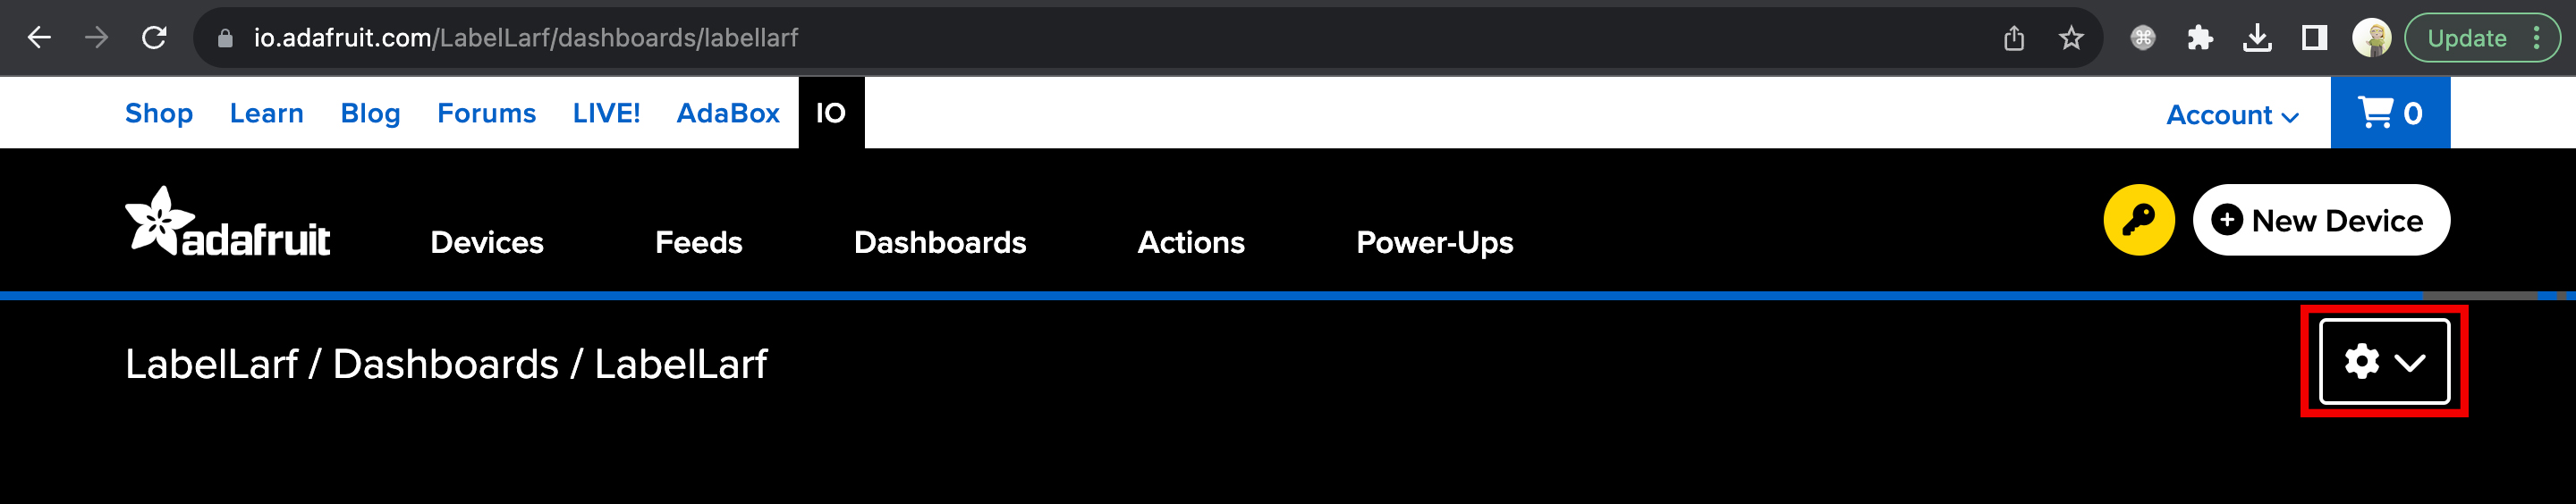 io.adafruit.com/LabelLarf/dashboards/labellarf Update
Shop Learn Blog Forums LIVE! AdaBox IO Account 0
adafruit Devices Feeds Dashboards Actions Power-Ups New Device
LabelLarf / Dashboards / LabelLarf